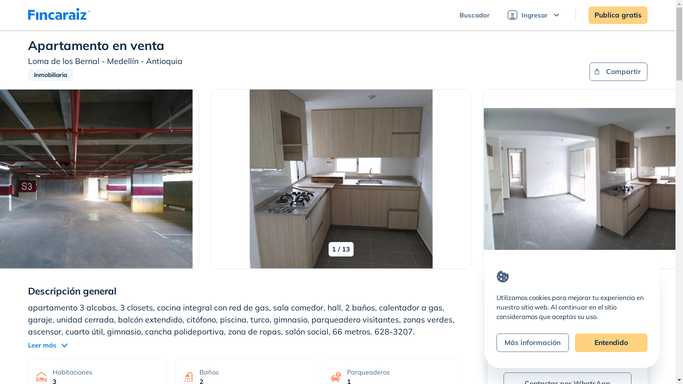 Fincaraiz
Buscador
Ingresar
Publica gratis
Apartamento en venta
Loma de los Bernal - Medellín - Antioquia
Inmobiliaria
Compartir
S3
1 / 13
Descripción general
apartamento 3 alcobas, 3 closets, cocina integral con red de gas, sala comedor, hall, 2 baños, calentador a gas,
garaje, unidad cerrada, balcón extendido, citófono, piscina, turco, gimnasio, parqueadero visitantes, zonas verdes,
ascensor, cuarto útil, gimnasio, cancha polideportiva, zona de ropas, salón social, 66 metros. 628-3207.
Leer más
Habitaciones
3
Baños
2
Parqueaderos
1
Utilizamos cookies para mejorar tu experiencia en
nuestro sitio web. Al continuar en el sitio
consideramos que aceptas su uso.
Más información
Entendido
Contactar por WhatsApp